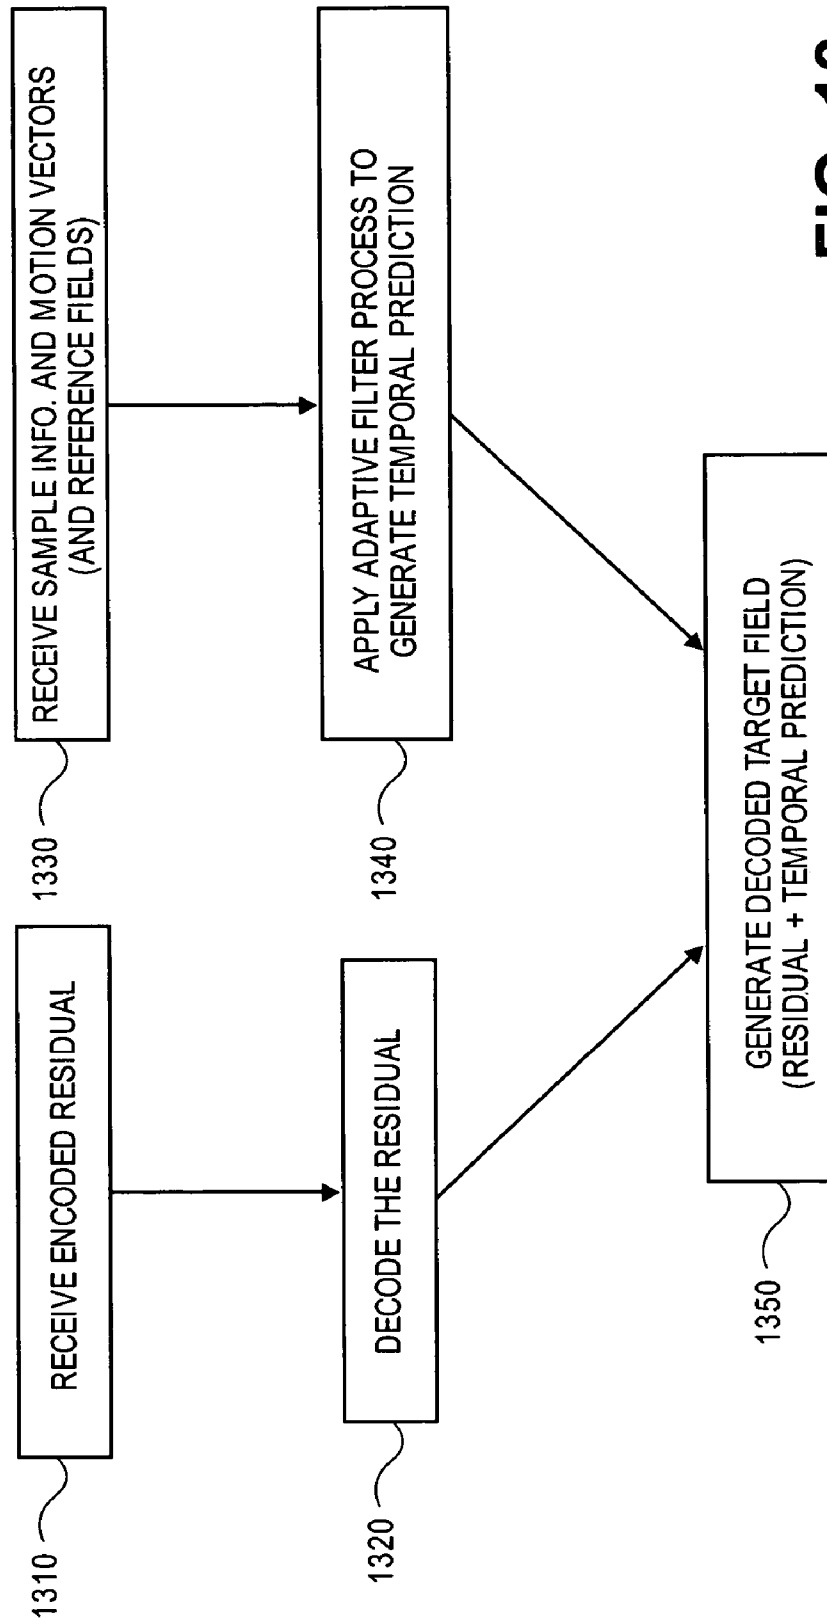 RECEIVE ENCODED RESIDUAL
1310
DECODE THE RESIDUAL
1320
RECEIVE SAMPLE INFO. AND MOTION VECTORS
(AND REFERENCE FIELDS)
1330
APPLY ADAPTIVE FILTER PROCESS TO
GENERATE TEMPORAL PREDICTION
1340
GENERATE DECODED TARGET FIELD
(RESIDUAL + TEMPORAL PREDICTION)
1350
FIG.